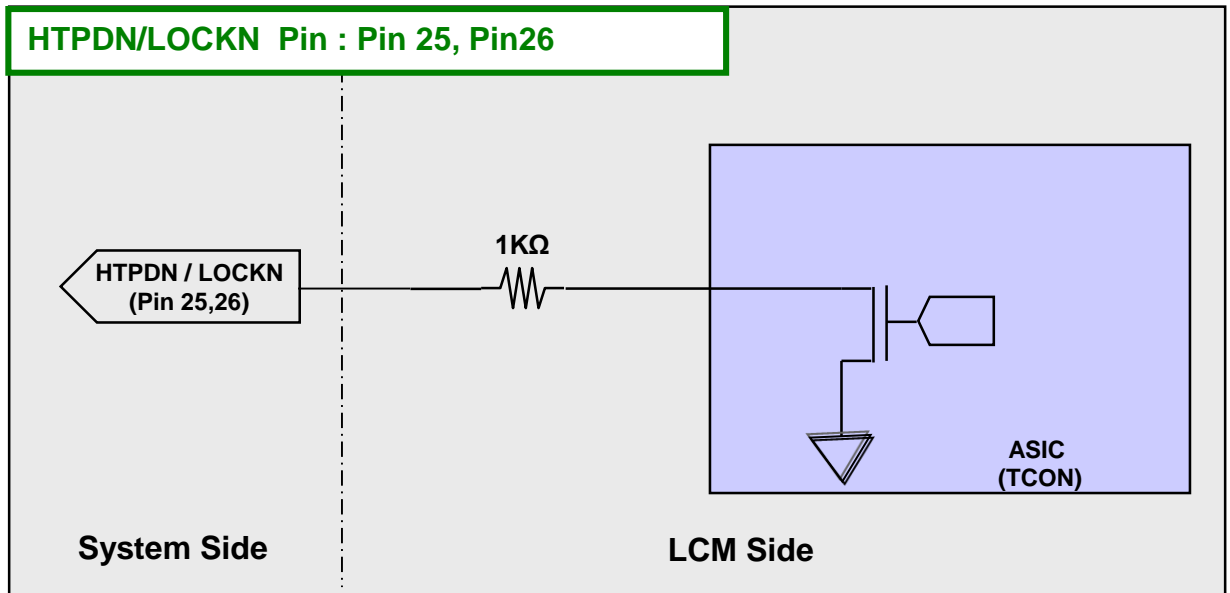 HTPDN/LOCKN Pin : Pin 25, Pin26
1KΩ
HTPDN / LOCKN
(Pin 25,26)
ASIC
(TCON)
System Side
LCM Side